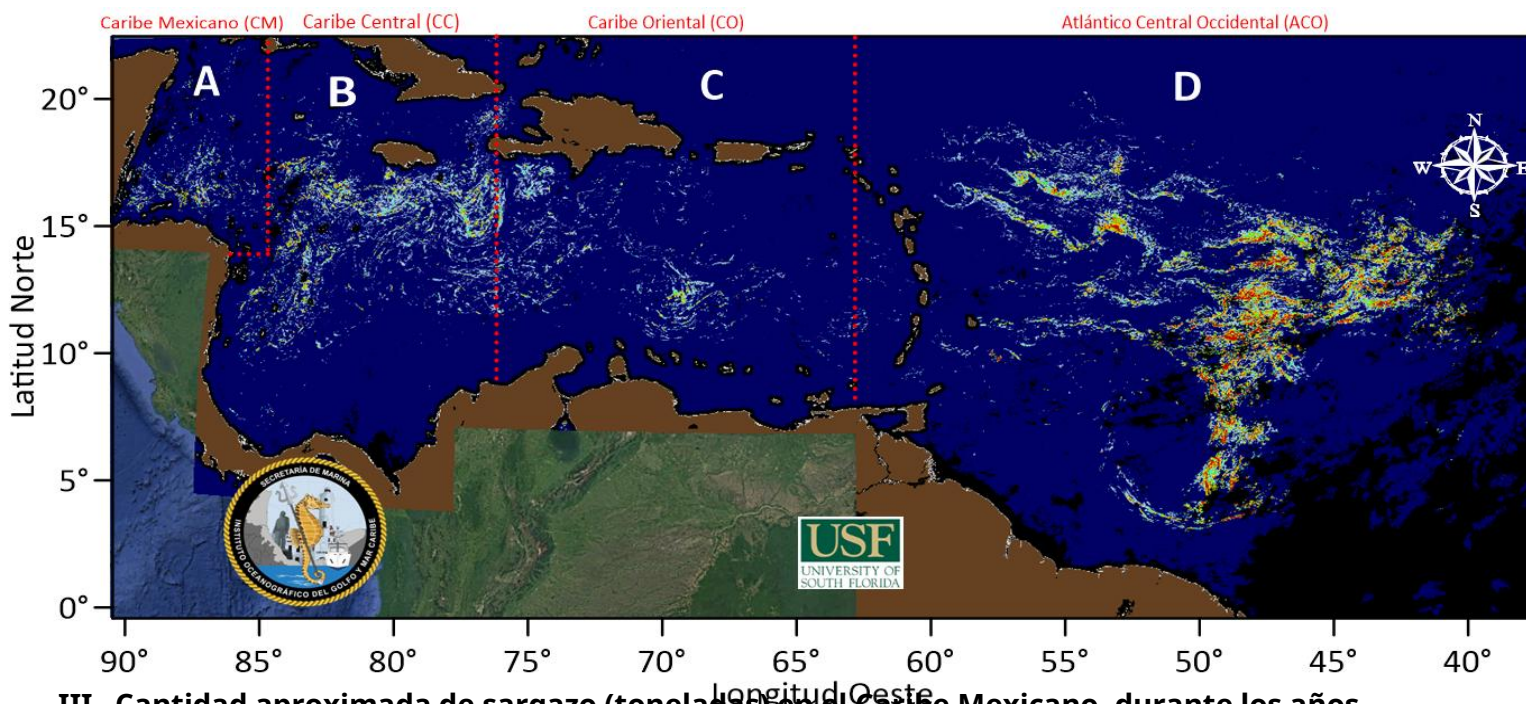 Caribe Mexicano (CM) Caribe Central (CC) Caribe Oriental (CO) Atlántico Central Occidental (ACO)
A B C D
20°
15°
10°
5°
0°
Latitud Norte
N
W E
S
SECRETARÍA DE MARINA
INSTITUTO OCEANOGRÁFICO DEL GOLFO Y MAR CARIBE
USF
UNIVERSITY OF
SOUTH FLORIDA
90° 85° 80° 75° 70° 65° 60° 55° 50° 45° 40°
Longitud Oeste
III. Cantidad aproximada de sargazo (toneladas) en el Caribe Mexicano, durante los años